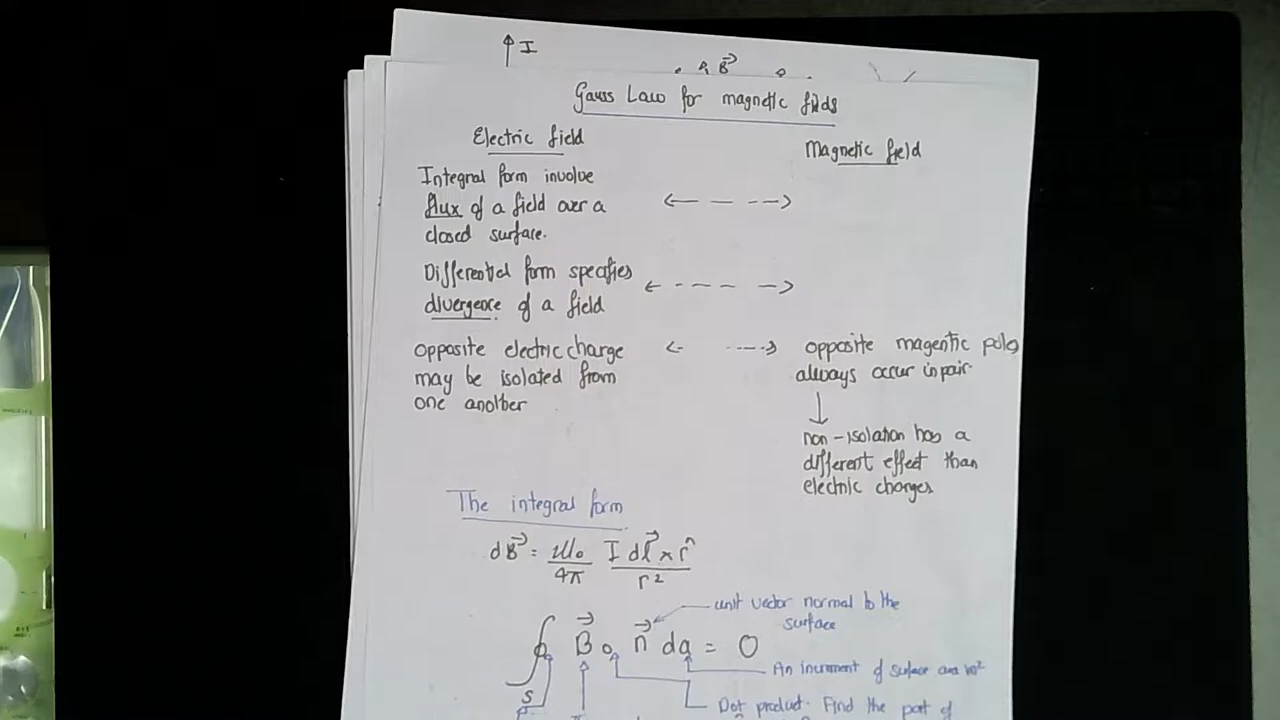 I
B
Gauss Law for magnetic fields
Electric field
Magnetic field
Integral form involve
flux of a field over a
closed surface.
Differential form specifies
divergence of a field
opposite electric charge
may be isolated from
one another
opposite magentic poles
always occur in pair.
non-isolation has a
different effect than
electric charges
The integral form
dB⃗ = μ₀/4π I dl⃗ × r̂/r²
unit vector normal to the
surface
∮ B⃗ ∘ n⃗ da = 0
S
An increment of surface area in m²
Dot product. Find the part of